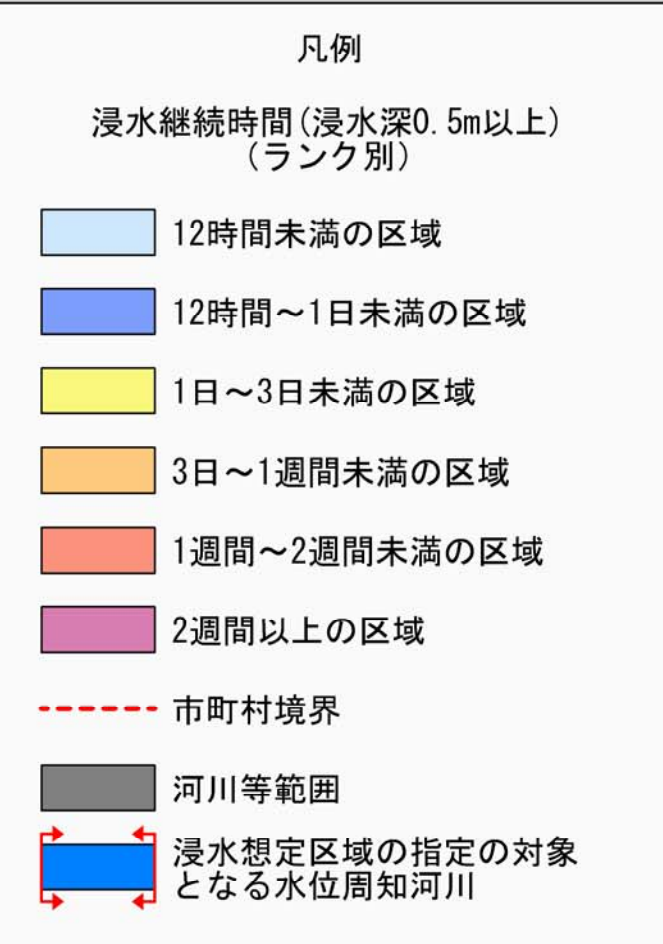 凡例
浸水継続時間(浸水深0.5m以上)
(ランク別)
12時間未満の区域
12時間～1日未満の区域
1日～3日未満の区域
3日～1週間未満の区域
1週間～2週間未満の区域
2週間以上の区域
市町村境界
河川等範囲
浸水想定区域の指定の対象
となる水位周知河川